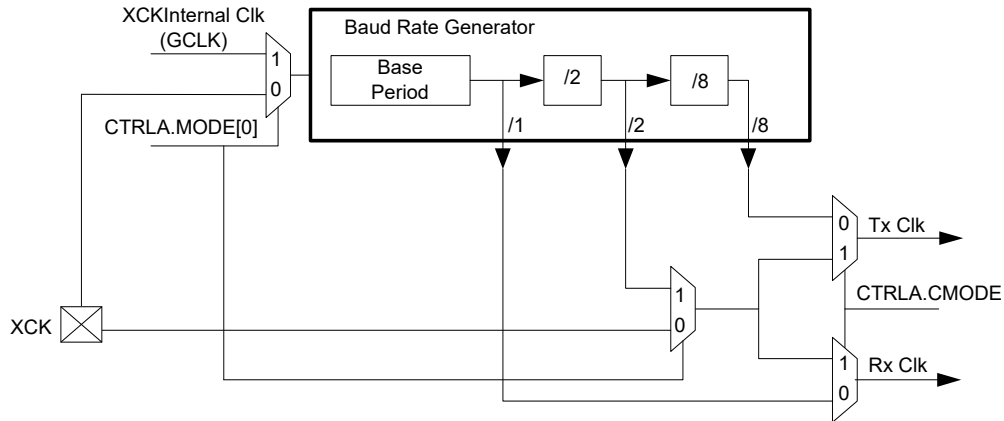 XCKInternal Clk
(GCLK)
Baud Rate Generator
1
0
Base
Period
/2
/8
CTRLA.MODE[0]
/1
/2
/8
0
Tx Clk
1
1
CTRLA.CMODE
XCK
0
1
Rx Clk
0